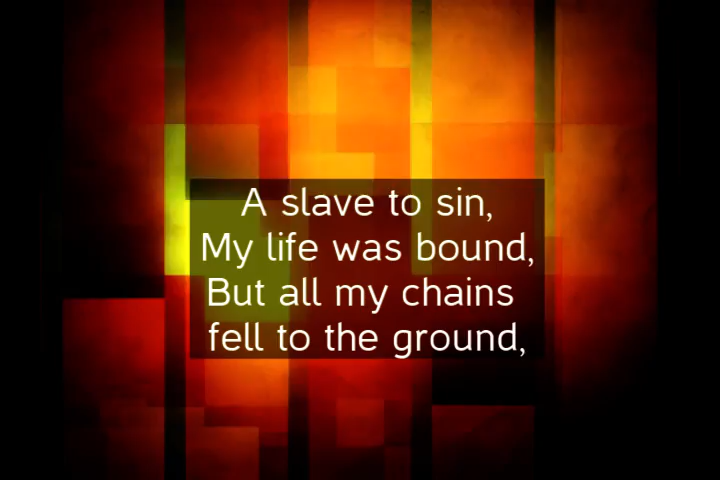 A slave to sin,
My life was bound,
But all my chains
fell to the ground,